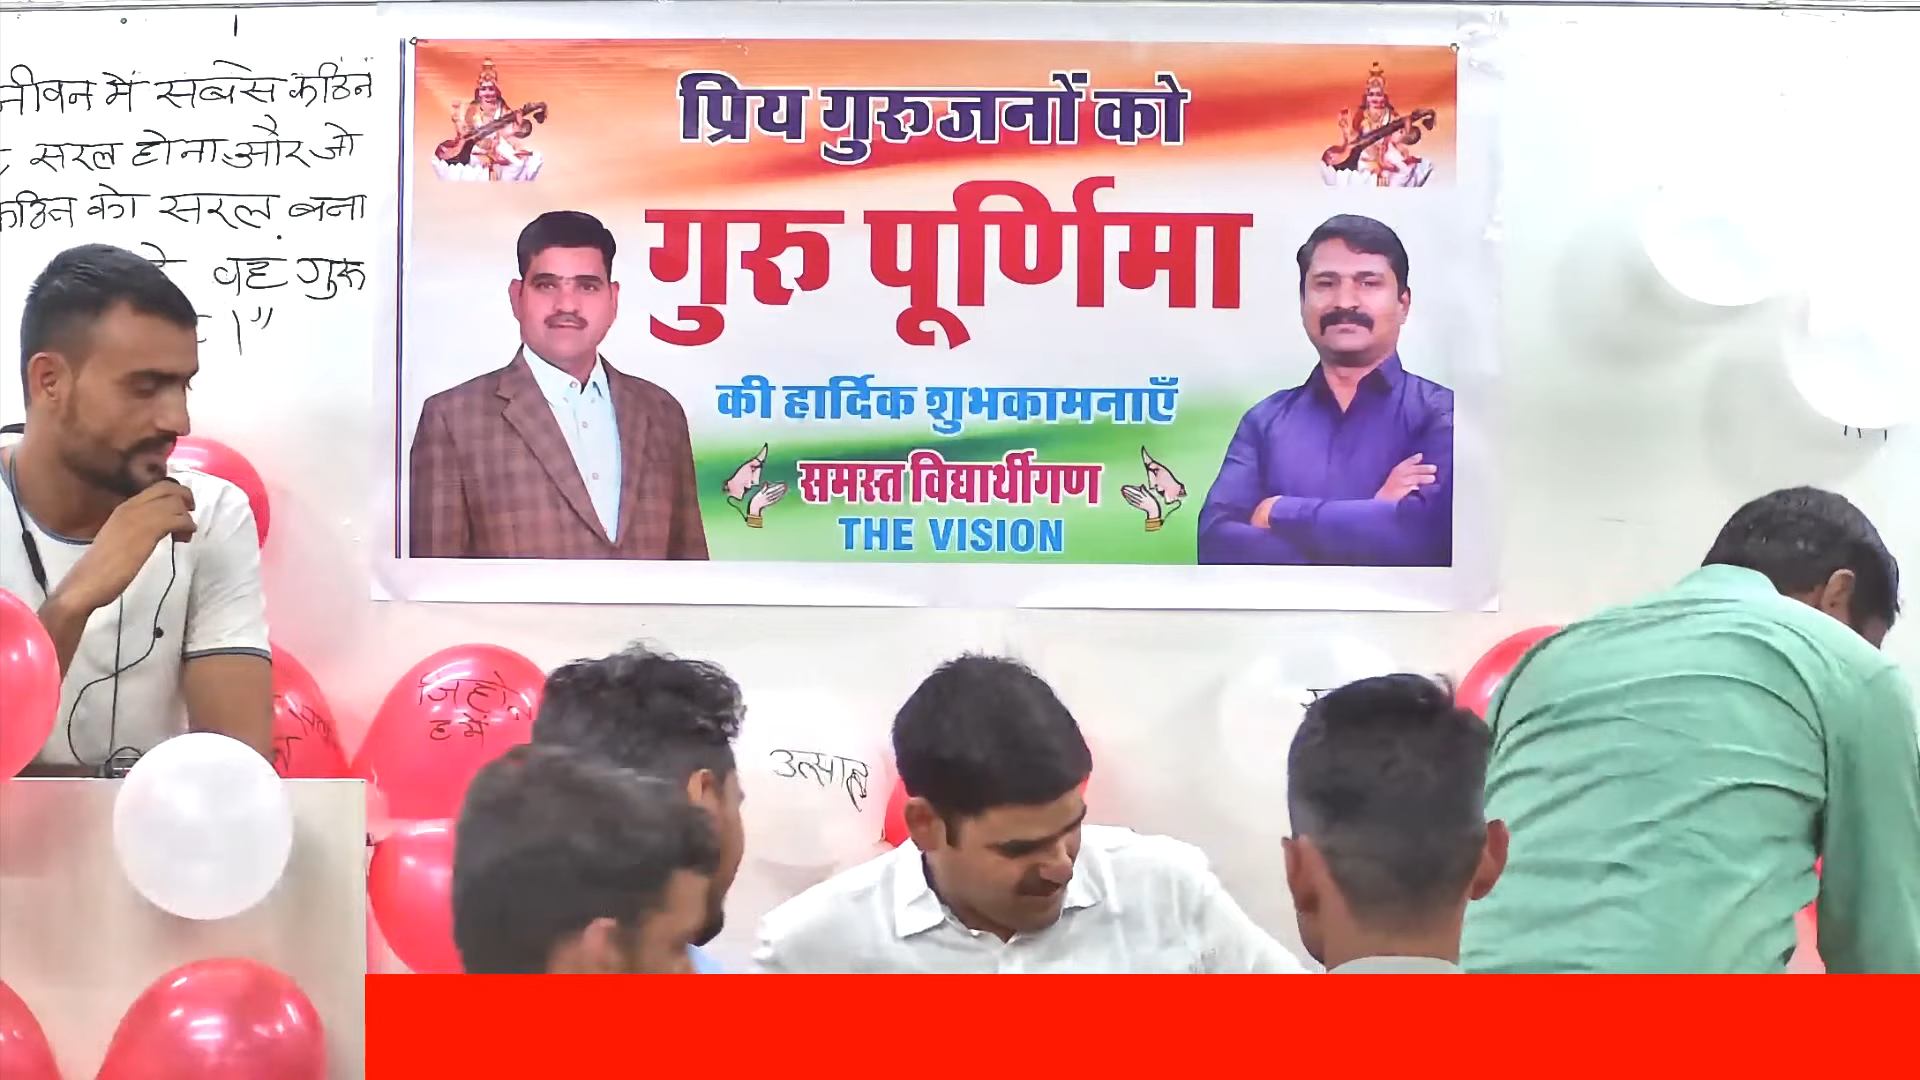 जीवन में सबसे कठिन
सरल होना और जो
कठिन को सरल बना
वह गुरू
।”
प्रिय गुरुजनों को
गुरु पूर्णिमा
की हार्दिक शुभकामनाएँ
समस्त विद्यार्थीगण
THE VISION
उत्साह